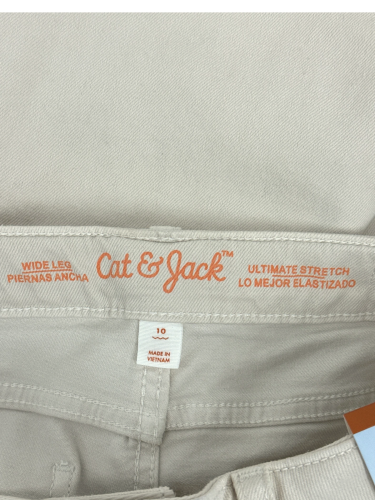 WIDE LEG
PIERNAS ANCHA
Cat & Jack™
ULTIMATE STRETCH
LO MEJOR ELASTIZADO
10
MADE IN
VIETNAM